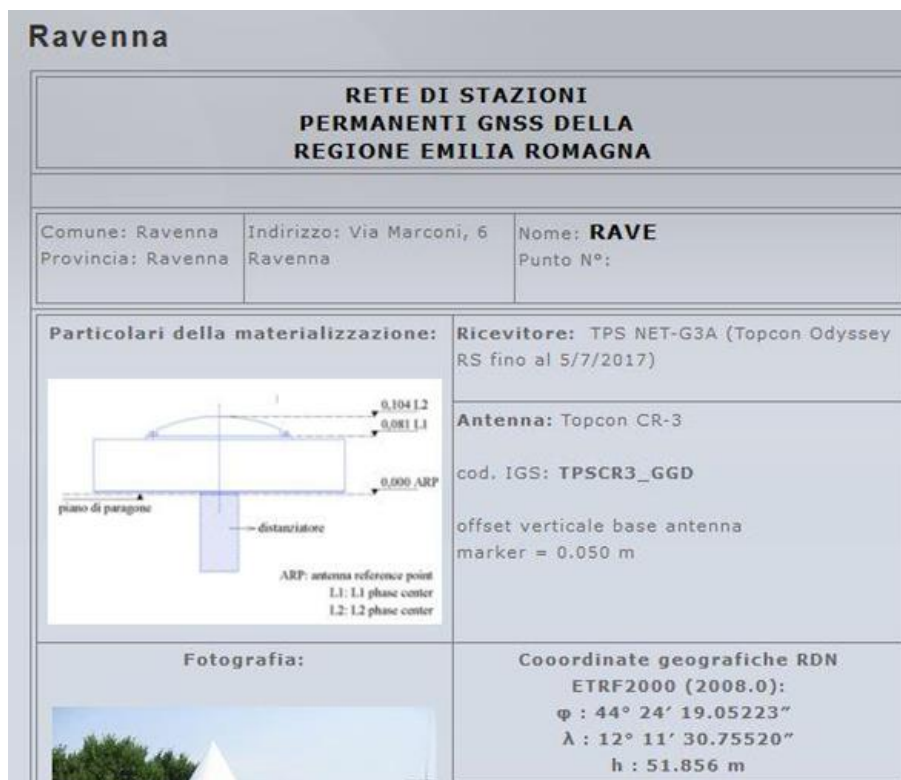 Ravenna
RETE DI STAZIONI
PERMANENTI GNSS DELLA
REGIONE EMILIA ROMAGNA
Comune: Ravenna
Provincia: Ravenna
Indirizzo: Via Marconi, 6
Ravenna
Nome: RAVE
Punto N°:
Particolari della materializzazione:
0,104 L2
0,081 L1
0,000 ARP
piano di paragone
distanziatore
ARP: antenna reference point
L1: L1 phase center
L2: L2 phase center
Ricevitore: TPS NET-G3A (Topcon Odyssey
RS fino al 5/7/2017)
Antenna: Topcon CR-3
cod. IGS: TPSCR3_GGD
offset verticale base antenna
marker = 0.050 m
Fotografia:
Cooordinate geografiche RDN
ETRF2000 (2008.0):
φ : 44° 24′ 19.05223″
λ : 12° 11′ 30.75520″
h : 51.856 m